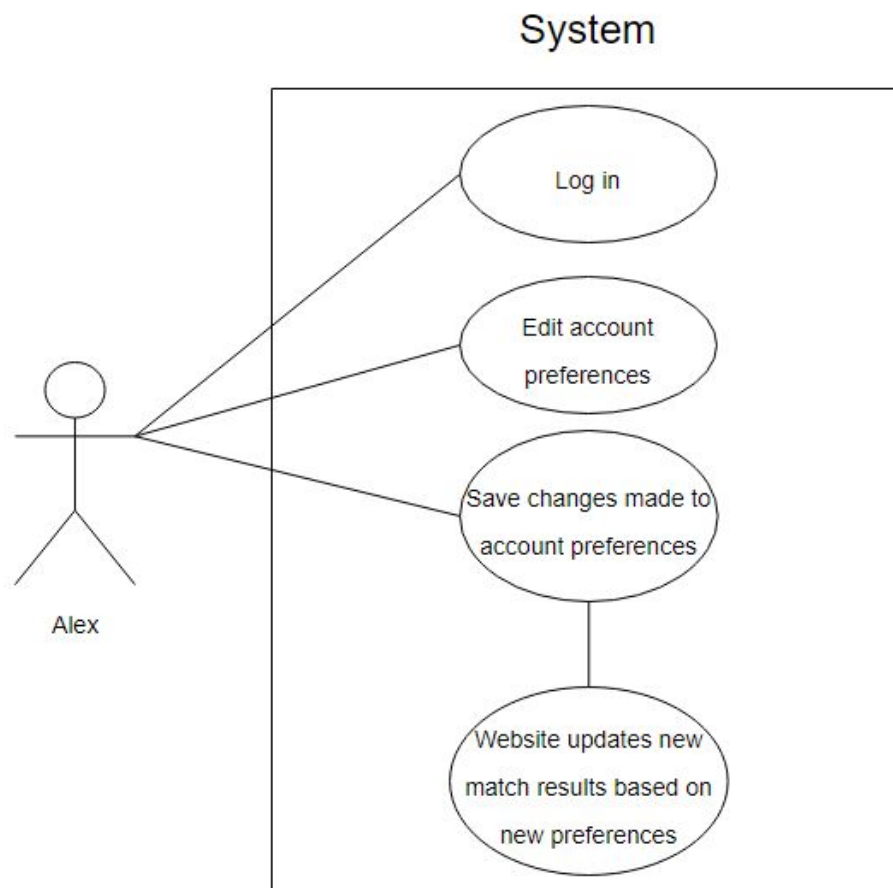 System
Log in
Edit account
preferences
Save changes made to
account preferences
Alex
Website updates new
match results based on
new preferences